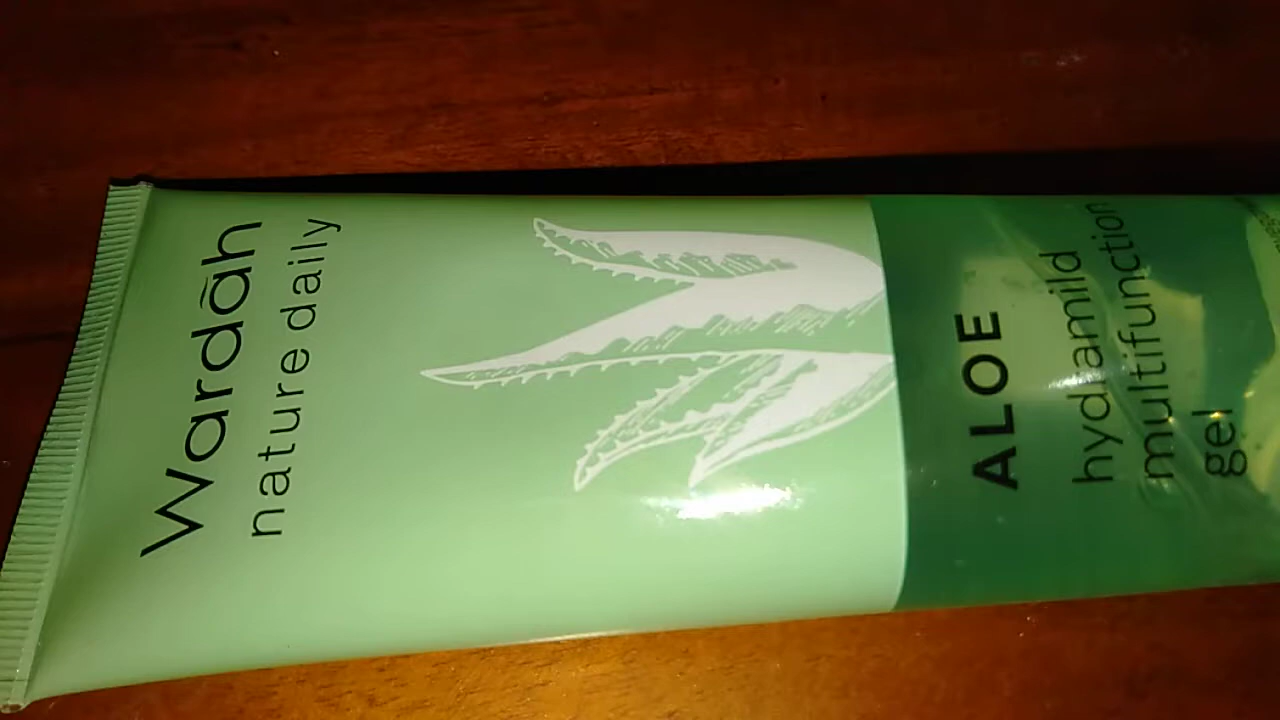 Wardah
nature daily
ALOE
hydramild
multifunction
gel